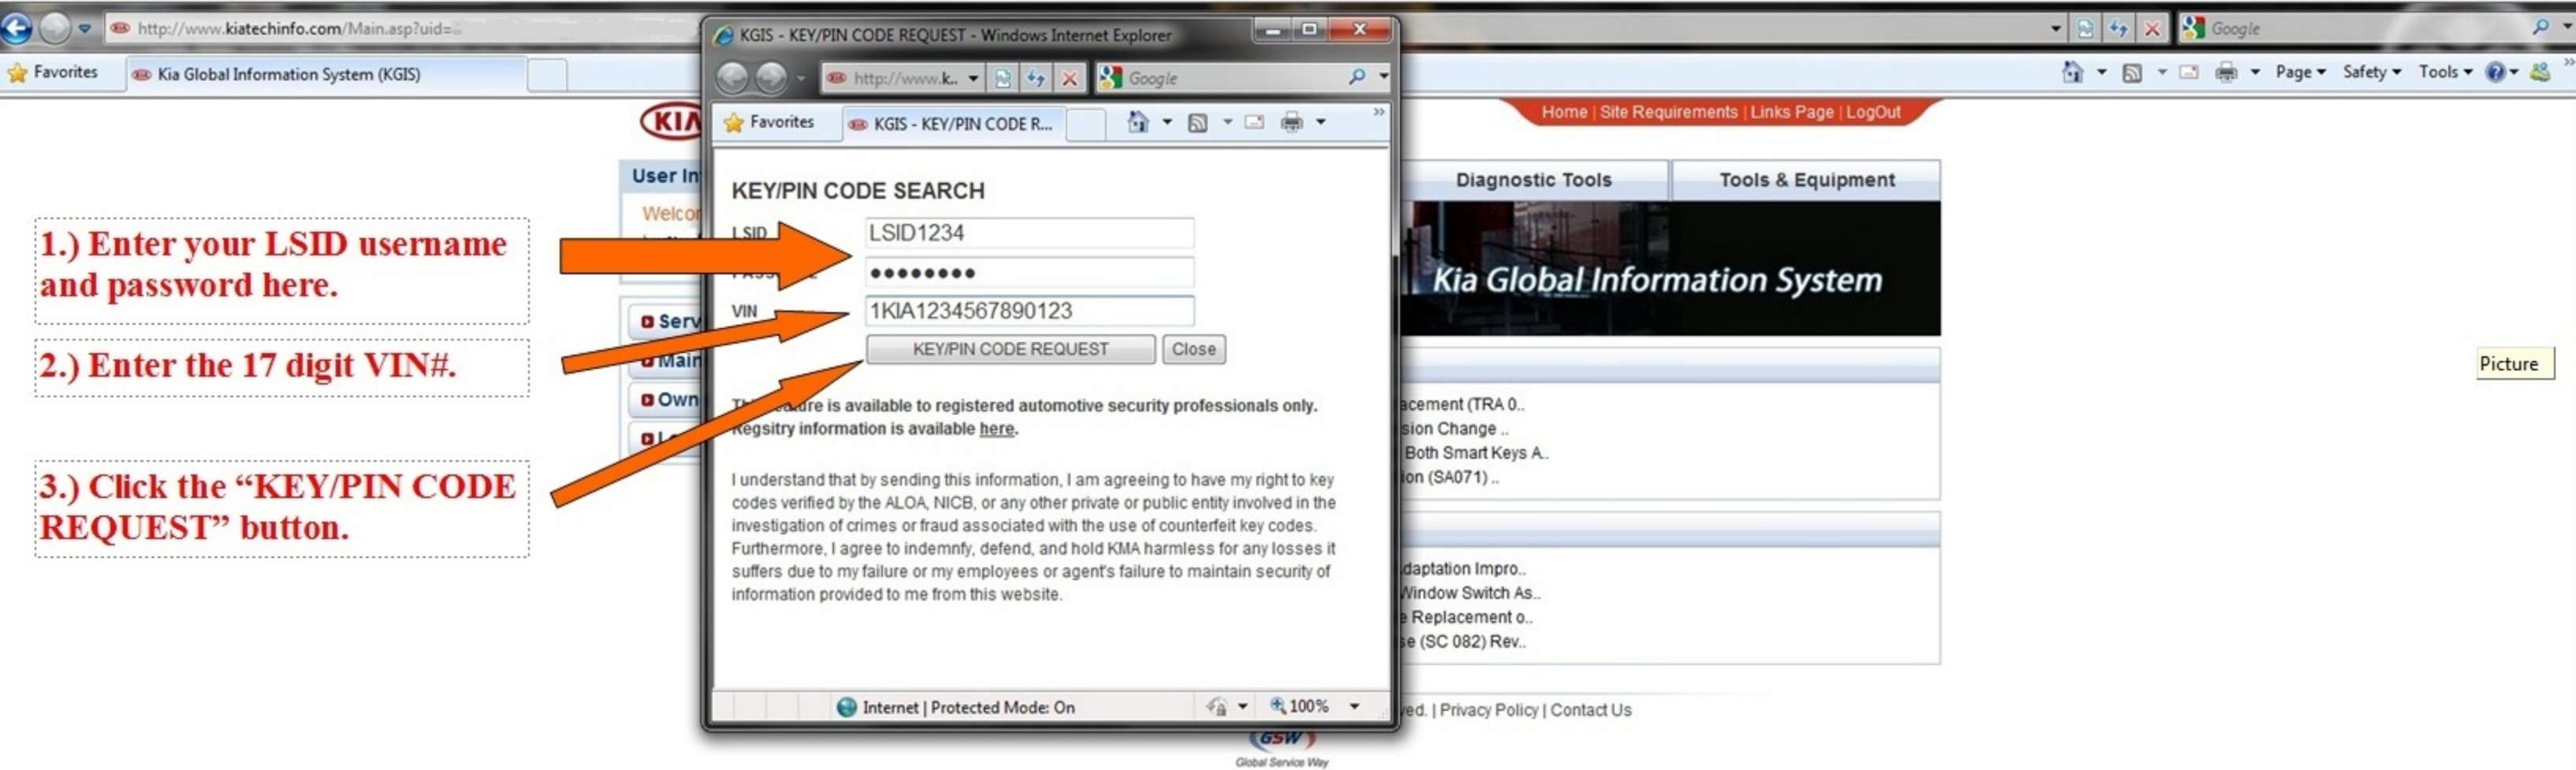 http://www.kiatechinfo.com/Main.asp?uid=
Google
Favorites
Kia Global Information System (KGIS)
Page
Safety
Tools
KGIS - KEY/PIN CODE REQUEST - Windows Internet Explorer
http://www.k..
Google
Favorites
KGIS - KEY/PIN CODE R...
KIA
Home | Site Requirements | Links Page | LogOut
User In
Welcor
Diagnostic Tools
Tools & Equipment
Kia Global Information System
1.) Enter your LSID username
and password here.
2.) Enter the 17 digit VIN#.
3.) Click the “KEY/PIN CODE
REQUEST” button.
Serv
Main
Own
KEY/PIN CODE SEARCH
LSID
LSID1234
••••••••
VIN
1KIA1234567890123
KEY/PIN CODE REQUEST
Close
is available to registered automotive security professionals only.
Regsitry information is available here.
I understand that by sending this information, I am agreeing to have my right to key
codes verified by the ALOA, NICB, or any other private or public entity involved in the
investigation of crimes or fraud associated with the use of counterfeit key codes.
Furthermore, I agree to indemnfy, defend, and hold KMA harmless for any losses it
suffers due to my failure or my employees or agent's failure to maintain security of
information provided to me from this website.
Internet | Protected Mode: On
100%
acement (TRA 0..
sion Change ..
Both Smart Keys A..
ion (SA071) ..
daptation Impro..
Window Switch As..
e Replacement o..
se (SC 082) Rev..
ved. | Privacy Policy | Contact Us
GSW
Global Service Way
Picture